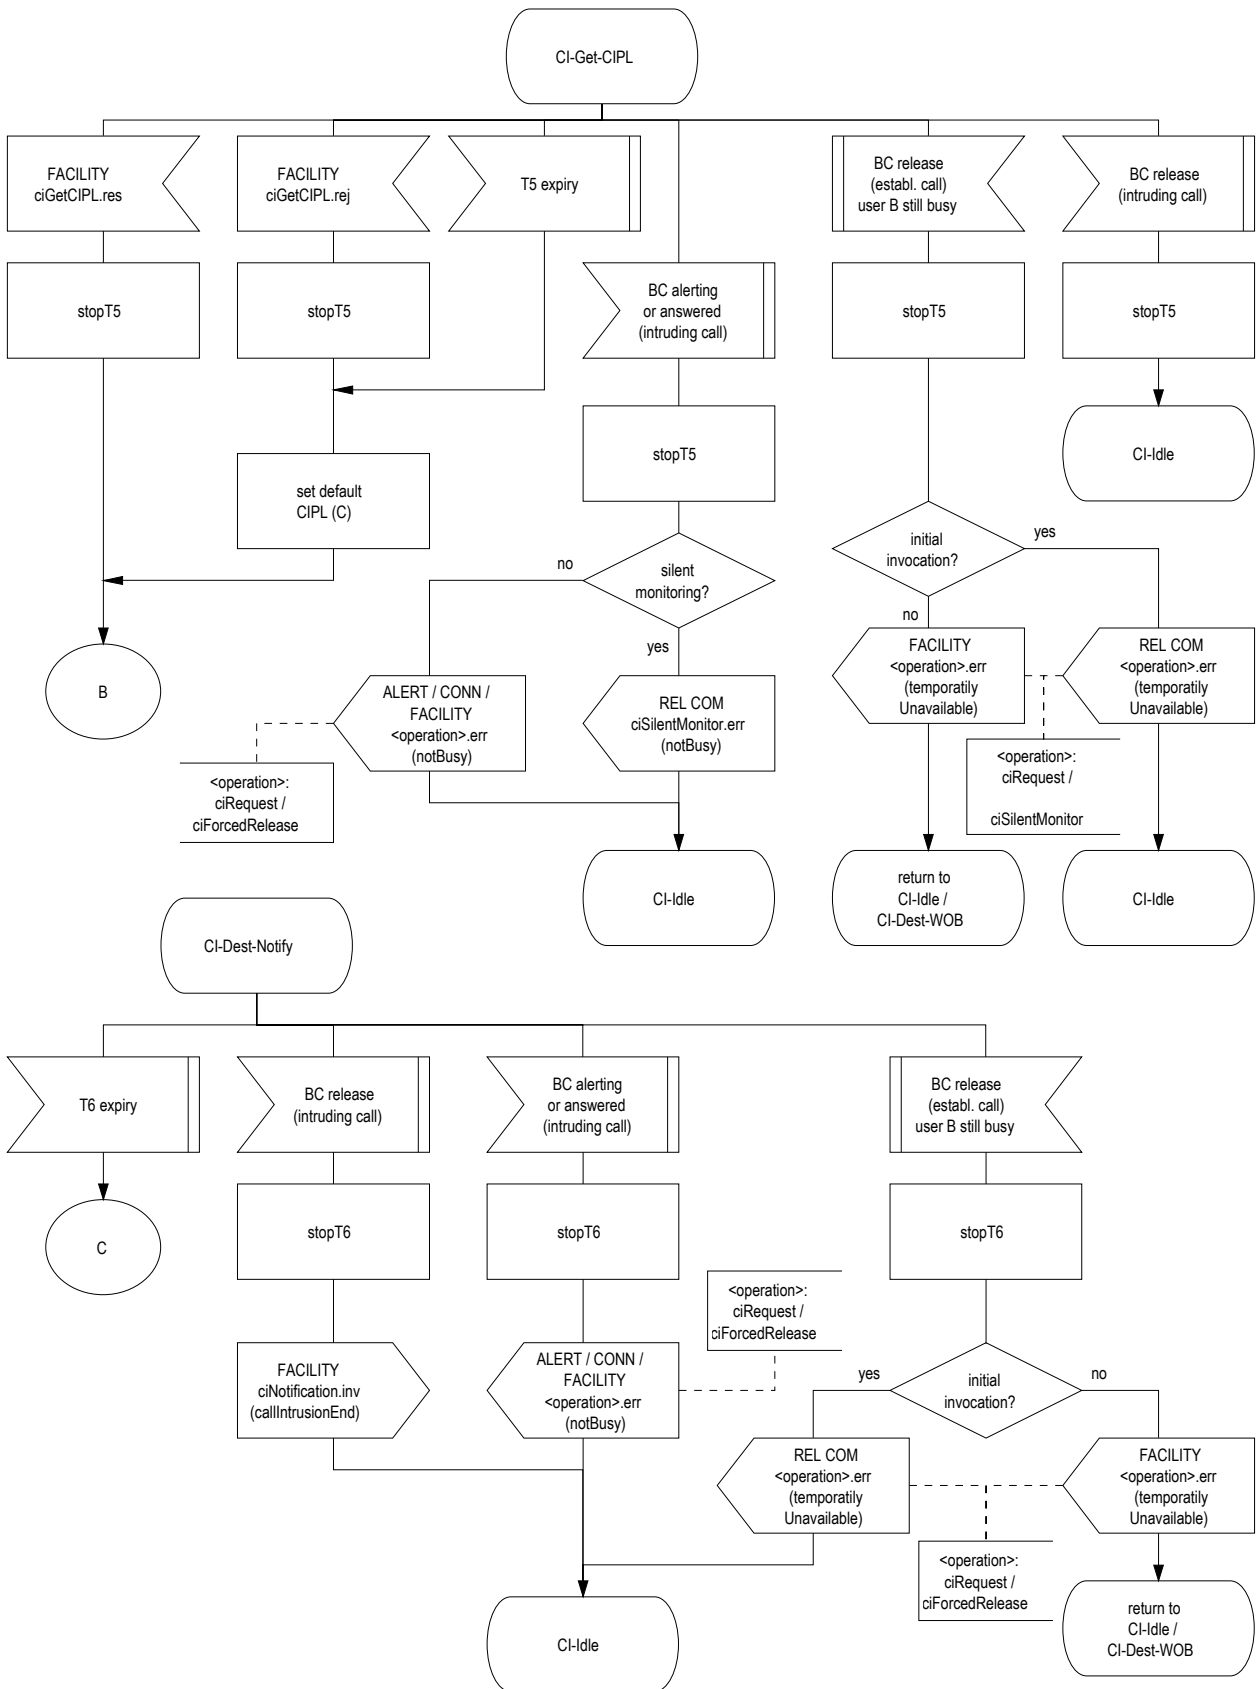 CI-Get-CIPL
FACILITY
ciGetCIPL.res
FACILITY
ciGetCIPL.rej
T5 expiry
BC release
(establ. call)
user B still busy
BC release
(intruding call)
stopT5
stopT5
BC alerting
or answered
(intruding call)
stopT5
stopT5
stopT5
CI-Idle
set default
CIPL (C)
no
silent
monitoring?
yes
initial
invocation?
yes
no
B
ALERT / CONN /
FACILITY
<operation>.err
(notBusy)
REL COM
ciSilentMonitor.err
(notBusy)
FACILITY
<operation>.err
(temporatily
Unavailable)
REL COM
<operation>.err
(temporatily
Unavailable)
<operation>:
ciRequest /
ciForcedRelease
<operation>:
ciRequest /
ciSilentMonitor
CI-Idle
return to
CI-Idle /
CI-Dest-WOB
CI-Idle
CI-Dest-Notify
T6 expiry
BC release
(intruding call)
BC alerting
or answered
(intruding call)
BC release
(establ. call)
user B still busy
C
stopT6
stopT6
stopT6
<operation>:
ciRequest /
ciForcedRelease
FACILITY
ciNotification.inv
(callIntrusionEnd)
ALERT / CONN /
FACILITY
<operation>.err
(notBusy)
yes
initial
invocation?
no
REL COM
<operation>.err
(temporatily
Unavailable)
FACILITY
<operation>.err
(temporatily
Unavailable)
<operation>:
ciRequest /
ciForcedRelease
CI-Idle
return to
CI-Idle /
CI-Dest-WOB